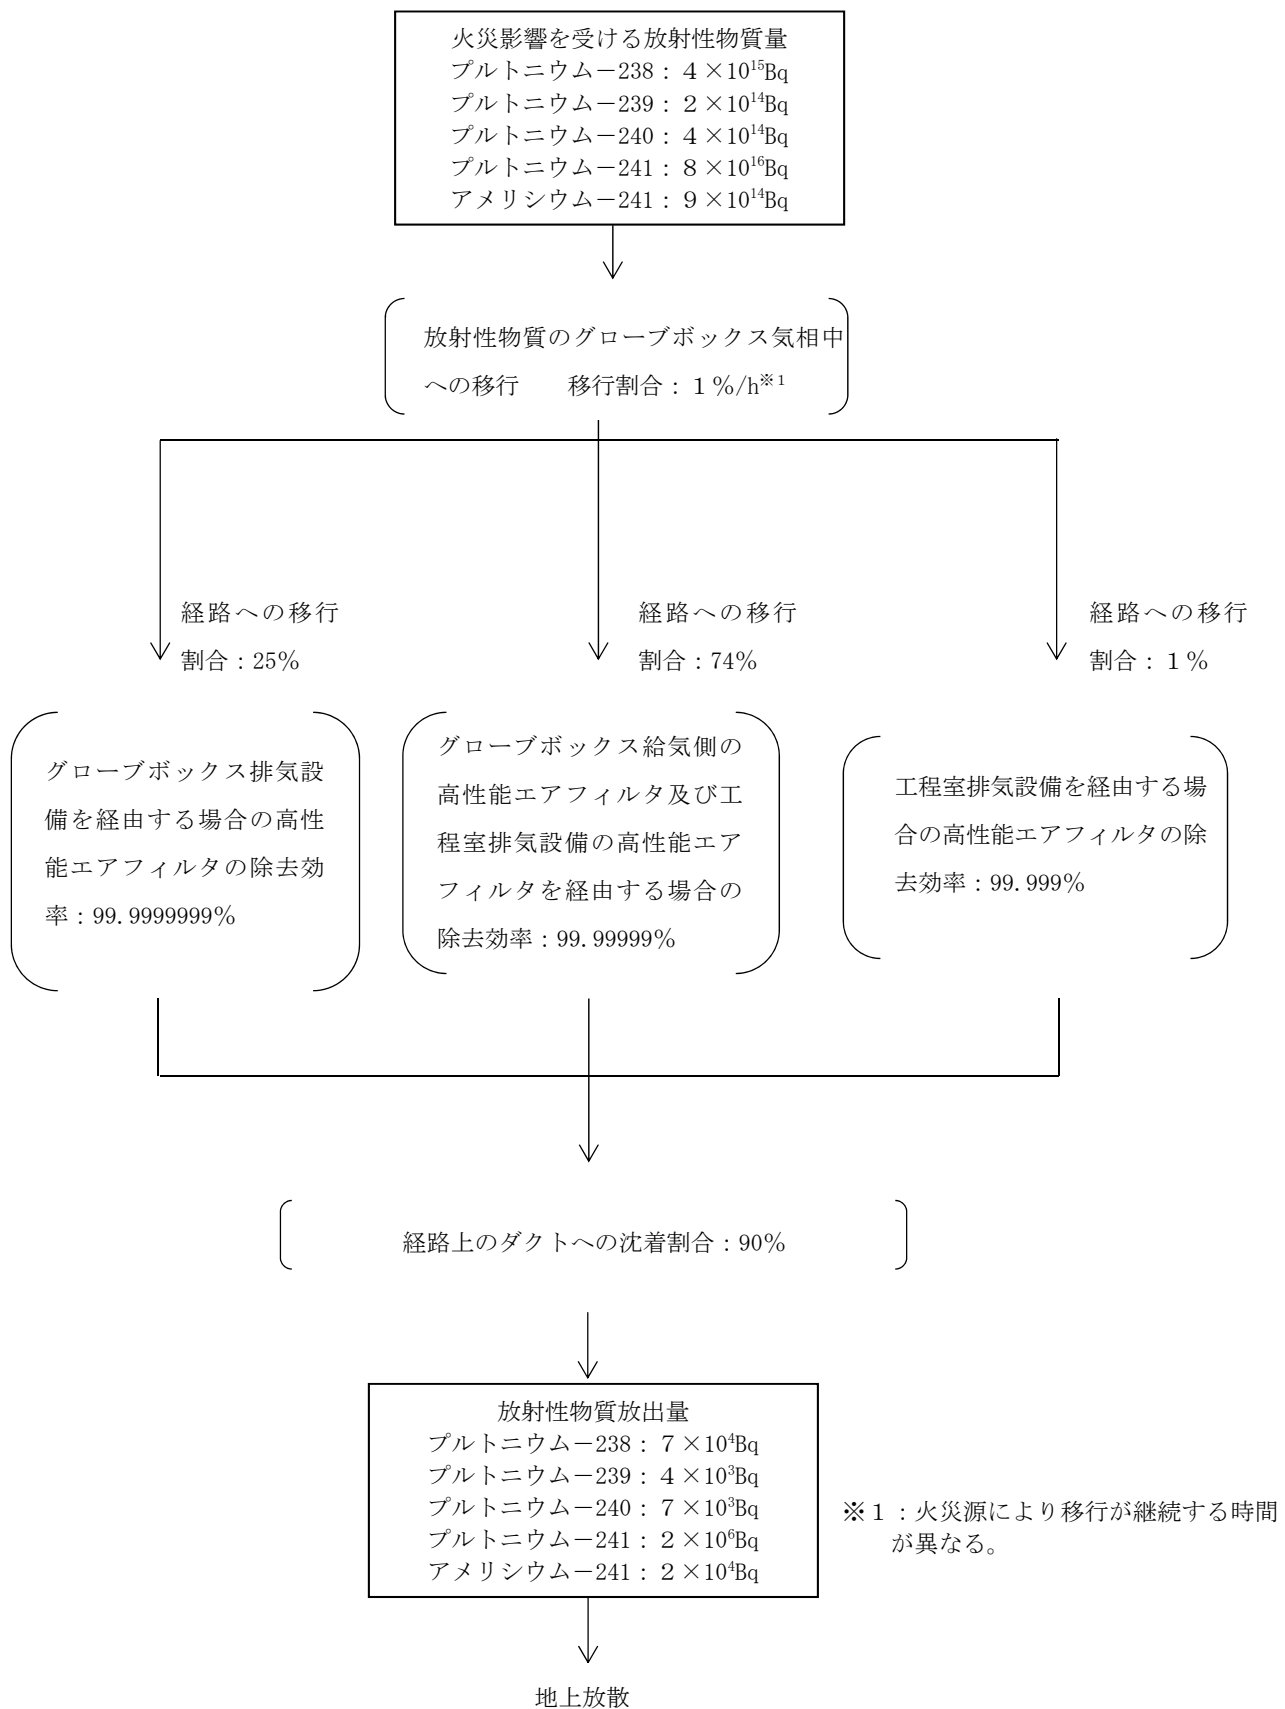 火災影響を受ける放射性物質量
プルトニウム－238：４×10¹⁵Bq
プルトニウム－239：２×10¹⁴Bq
プルトニウム－240：４×10¹⁴Bq
プルトニウム－241：８×10¹⁶Bq
アメリシウム－241：９×10¹⁴Bq
放射性物質のグローブボックス気相中
への移行　　移行割合：１％/h※１
経路への移行
割合：25％
経路への移行
割合：74％
経路への移行
割合：１％
グローブボックス排気設
備を経由する場合の高性
能エアフィルタの除去効
率：99.9999999％
グローブボックス給気側の
高性能エアフィルタ及び工
程室排気設備の高性能エア
フィルタを経由する場合の
除去効率：99.99999％
工程室排気設備を経由する場
合の高性能エアフィルタの除
去効率：99.999％
経路上のダクトへの沈着割合：90％
放射性物質放出量
プルトニウム－238：７×10⁴Bq
プルトニウム－239：４×10³Bq
プルトニウム－240：７×10³Bq
プルトニウム－241：２×10⁶Bq
アメリシウム－241：２×10⁴Bq
※１：火災源により移行が継続する時間
が異なる。
地上放散